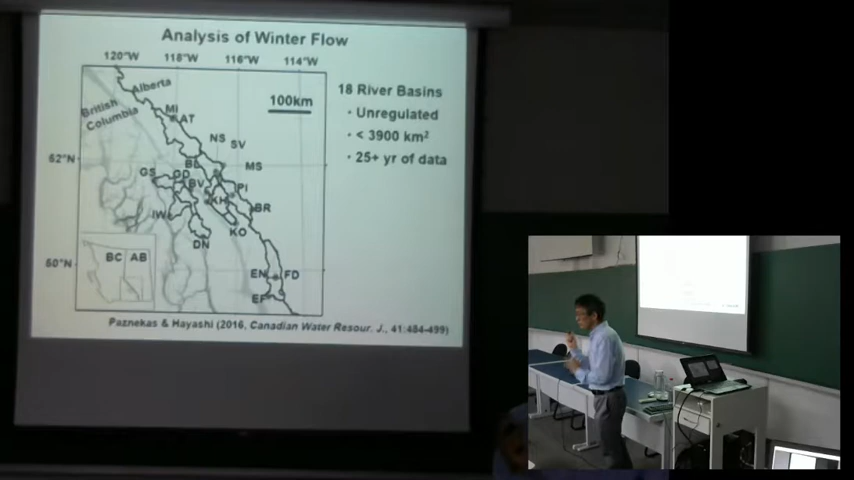 Analysis of Winter Flow
120°W 118°W 116°W 114°W
Alberta
British
Columbia
100km
MI
AT
NS
SV
52°N
BL
MS
GS
GD
BV
PI
KH
BR
IW
KO
DN
BC AB
50°N
EN
FD
EF
18 River Basins
・Unregulated
・< 3900 km²
・25+ yr of data
Paznekas & Hayashi (2016, Canadian Water Resour. J., 41:484-499)